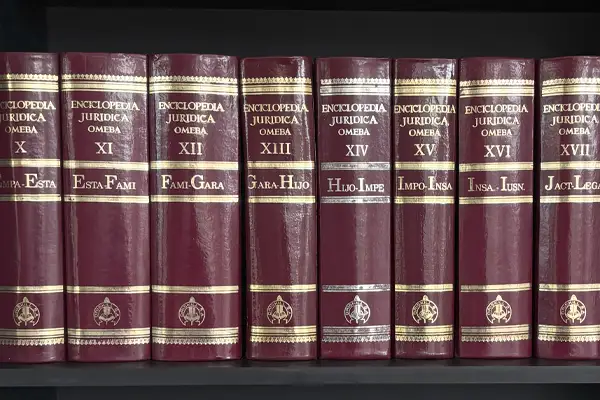 ENCICLOPEDIA
JURIDICA
OMEBA
X
EMPA-ESTA
ENCICLOPEDIA
JURIDICA
OMEBA
XI
ESTA-FAMI
ENCICLOPEDIA
JURIDICA
OMEBA
XII
FAMI-GARA
ENCICLOPEDIA
JURIDICA
OMEBA
XIII
GARA-HIJO
ENCICLOPEDIA
JURIDICA
OMEBA
XIV
HIJO-IMPE
ENCICLOPEDIA
JURIDICA
OMEBA
XV
IMPO-INSA
ENCICLOPEDIA
JURIDICA
OMEBA
XVI
INSA.-IUSN.
ENCICLOPEDIA
JURIDICA
OMEBA
XVII
JACT-LEGA